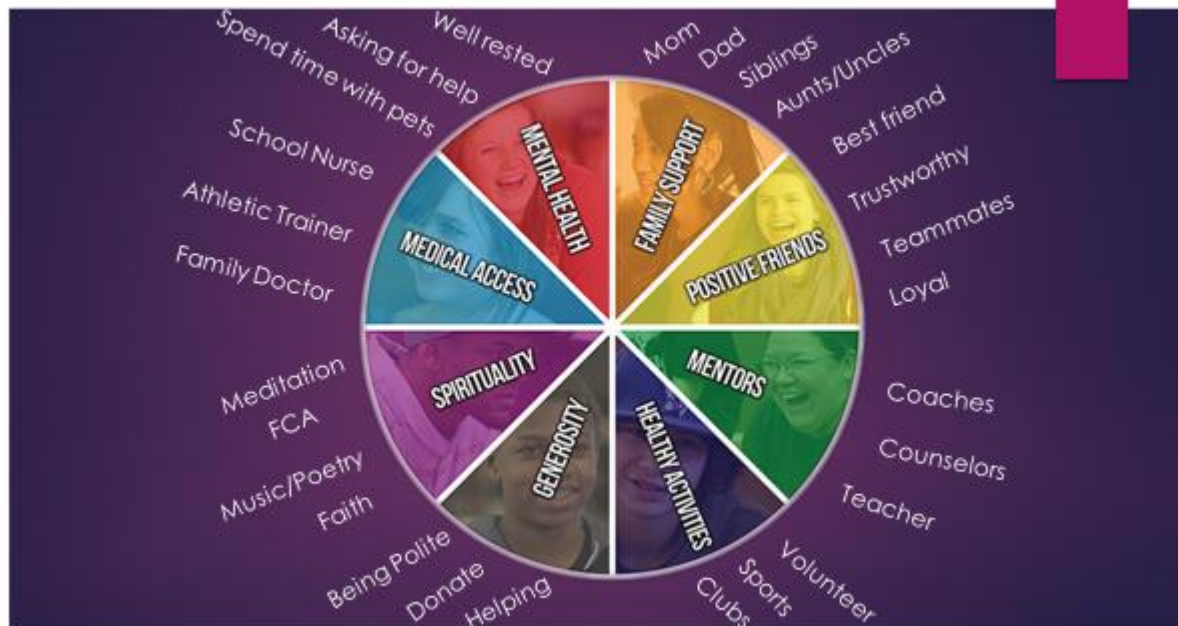 Well rested
Asking for help
Spend time with pets
MENTAL HEALTH
Mom
Dad
Siblings
Aunts/Uncles
FAMILY SUPPORT
Best friend
Trustworthy
Teammates
Loyal
POSITIVE FRIENDS
Coaches
Counselors
Teacher
MENTORS
Volunteer
Sports
Clubs
HEALTHY ACTIVITIES
Helping
Donate
Being Polite
GENEROSITY
Faith
Music/Poetry
FCA
Meditation
SPIRITUALITY
Family Doctor
Athletic Trainer
School Nurse
MEDICAL ACCESS